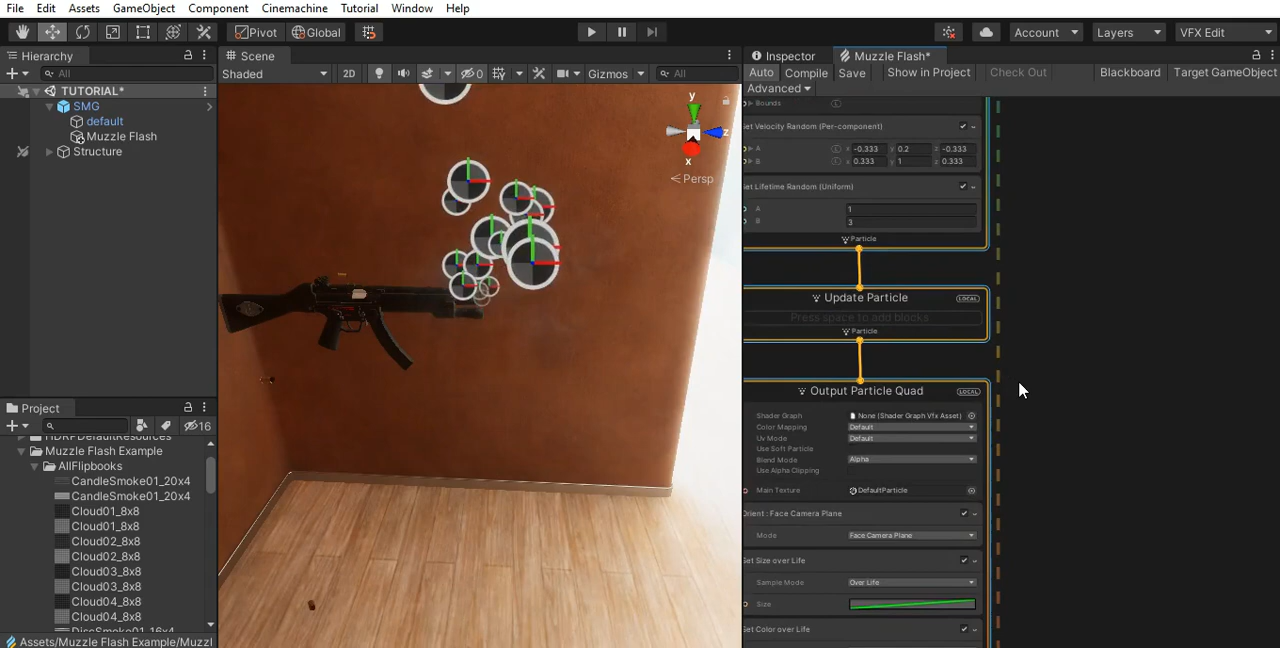 File Edit Assets GameObject Component Cinemachine Tutorial Window Help
Pivot Global Account Layers VFX Edit
Hierarchy
All
TUTORIAL*
SMG
default
Muzzle Flash
Structure
Scene
Shaded 2D 0 Gizmos All
y
z
x
Persp
Inspector Muzzle Flash*
Auto Compile Save Show in Project Check Out Blackboard Target GameObject
Advanced
Bounds
et Velocity Random (Per-component)
A x -0.333 y 0.2 z -0.333
B x 0.333 y 1 z 0.333
et Lifetime Random (Uniform)
A 1
B 3
Particle
Update Particle LOCAL
Press space to add blocks
Particle
Output Particle Quad LOCAL
Shader Graph None (Shader Graph Vfx Asset)
Color Mapping Default
Uv Mode Default
Use Soft Particle
Blend Mode Alpha
Use Alpha Clipping
Main Texture DefaultParticle
Orient : Face Camera Plane
Mode Face Camera Plane
Set Size over Life
Sample Mode Over Life
Size
Set Color over Life
Project
16
HDRPDefaultResources
Muzzle Flash Example
AllFlipbooks
CandleSmoke01_20x4
CandleSmoke01_20x4
Cloud01_8x8
Cloud01_8x8
Cloud02_8x8
Cloud02_8x8
Cloud03_8x8
Cloud03_8x8
Cloud04_8x8
Cloud04_8x8
DiscSmoke01_16x4
Assets/Muzzle Flash Example/Muzzl